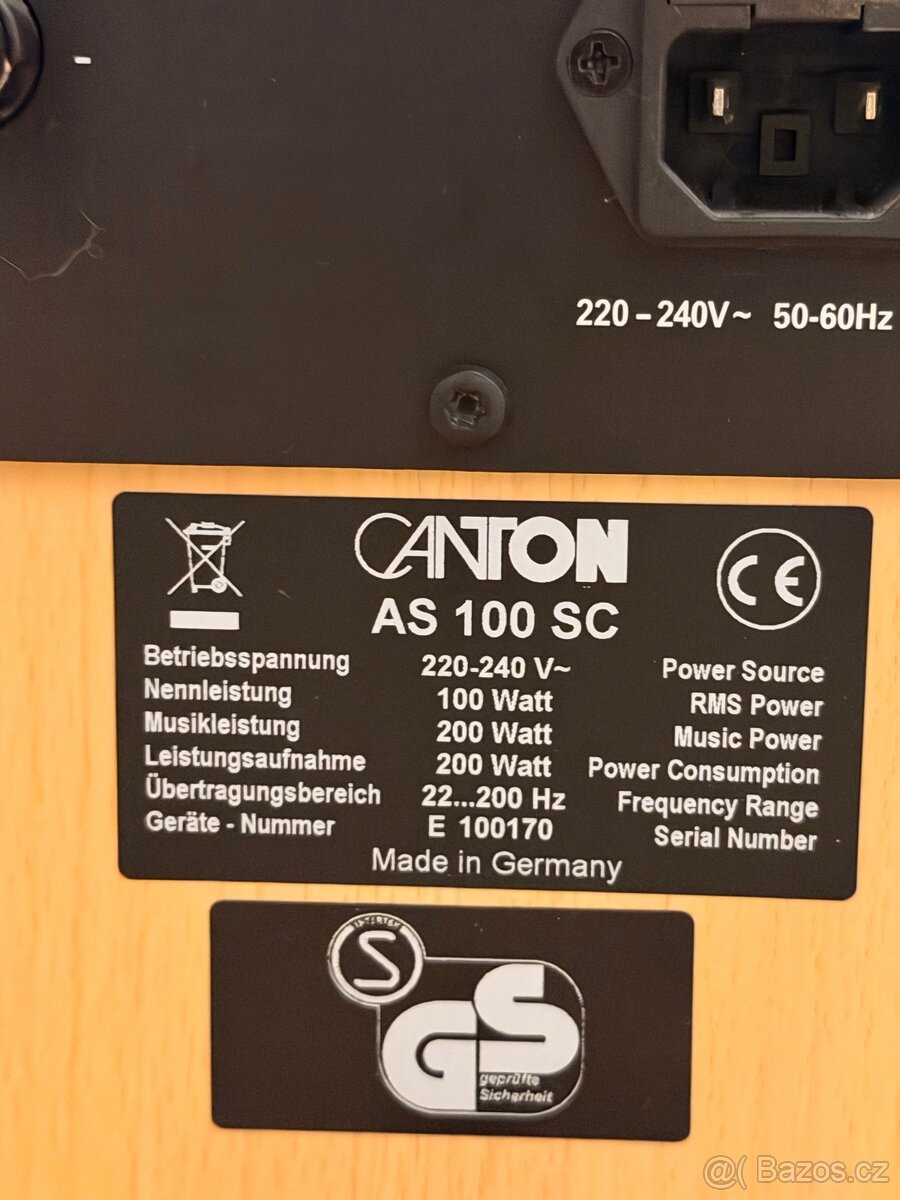 220 - 240V~ 50-60Hz
CANTON
AS 100 SC
CE
Betriebsspannung 220-240 V~ Power Source
Nennleistung 100 Watt RMS Power
Musikleistung 200 Watt Music Power
Leistungsaufnahme 200 Watt Power Consumption
Übertragungsbereich 22...200 Hz Frequency Range
Geräte - Nummer E 100170 Serial Number
Made in Germany
S
GS
geprüfte
Sicherheit
@( Bazos.cz